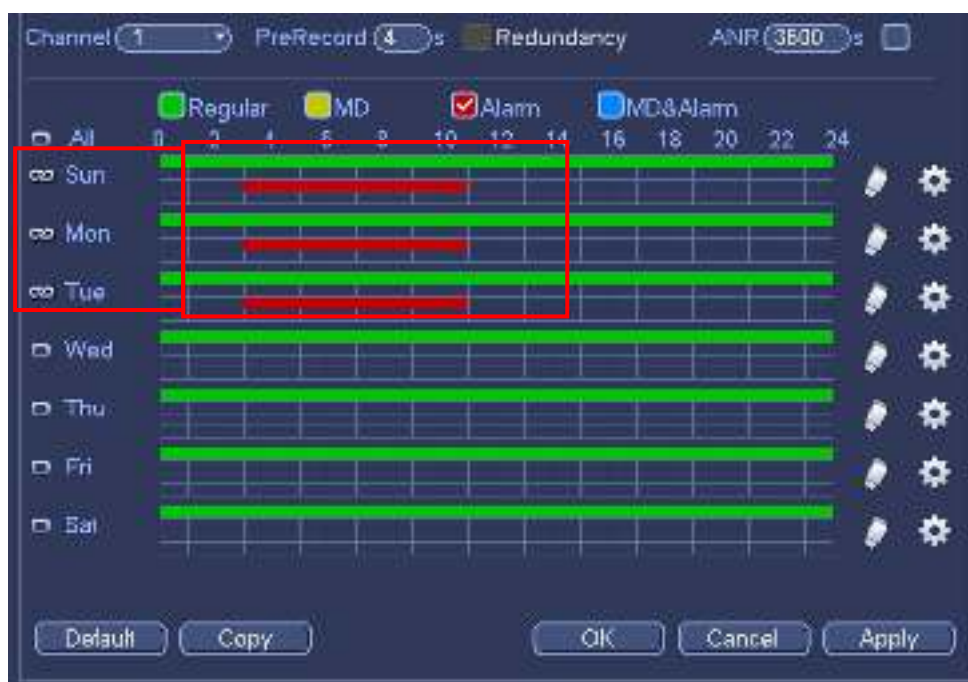 Channel 1 PreRecord 4 s Redundancy ANR 3600 s
Regular MD Alarm MD&Alarm
All 0 2 4 6 8 10 12 14 16 18 20 22 24
Sun
Mon
Tue
Wed
Thu
Fri
Sat
Default Copy OK Cancel Apply